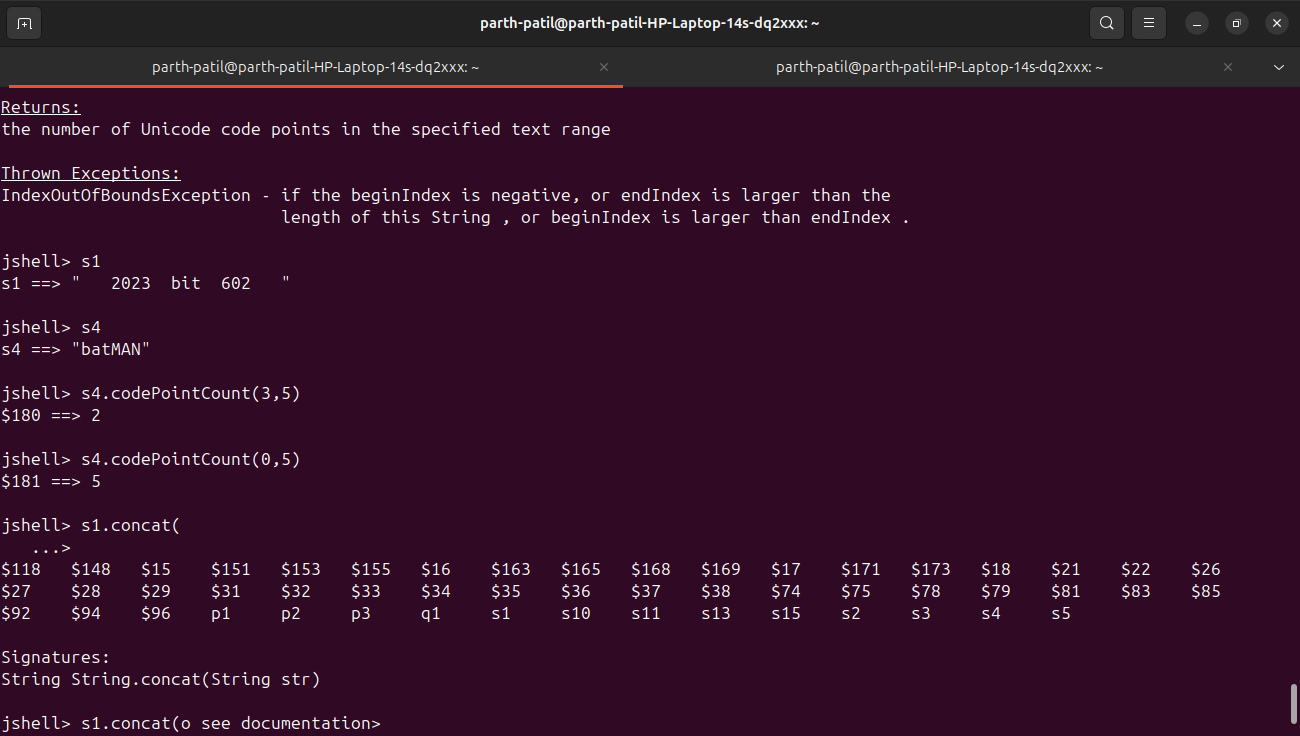 parth-patil@parth-patil-HP-Laptop-14s-dq2xxx: ~
parth-patil@parth-patil-HP-Laptop-14s-dq2xxx: ~ parth-patil@parth-patil-HP-Laptop-14s-dq2xxx: ~
Returns:
the number of Unicode code points in the specified text range
Thrown Exceptions:
IndexOutOfBoundsException - if the beginIndex is negative, or endIndex is larger than the
length of this String , or beginIndex is larger than endIndex .
jshell> s1
s1 ==> "   2023  bit  602   "
jshell> s4
s4 ==> "batMAN"
jshell> s4.codePointCount(3,5)
$180 ==> 2
jshell> s4.codePointCount(0,5)
$181 ==> 5
jshell> s1.concat(
...>
$118 $148 $15 $151 $153 $155 $16 $163 $165 $168 $169 $17 $171 $173 $18 $21 $22 $26
$27 $28 $29 $31 $32 $33 $34 $35 $36 $37 $38 $74 $75 $78 $79 $81 $83 $85
$92 $94 $96 p1 p2 p3 q1 s1 s10 s11 s13 s15 s2 s3 s4 s5
Signatures:
String String.concat(String str)
jshell> s1.concat(o see documentation>